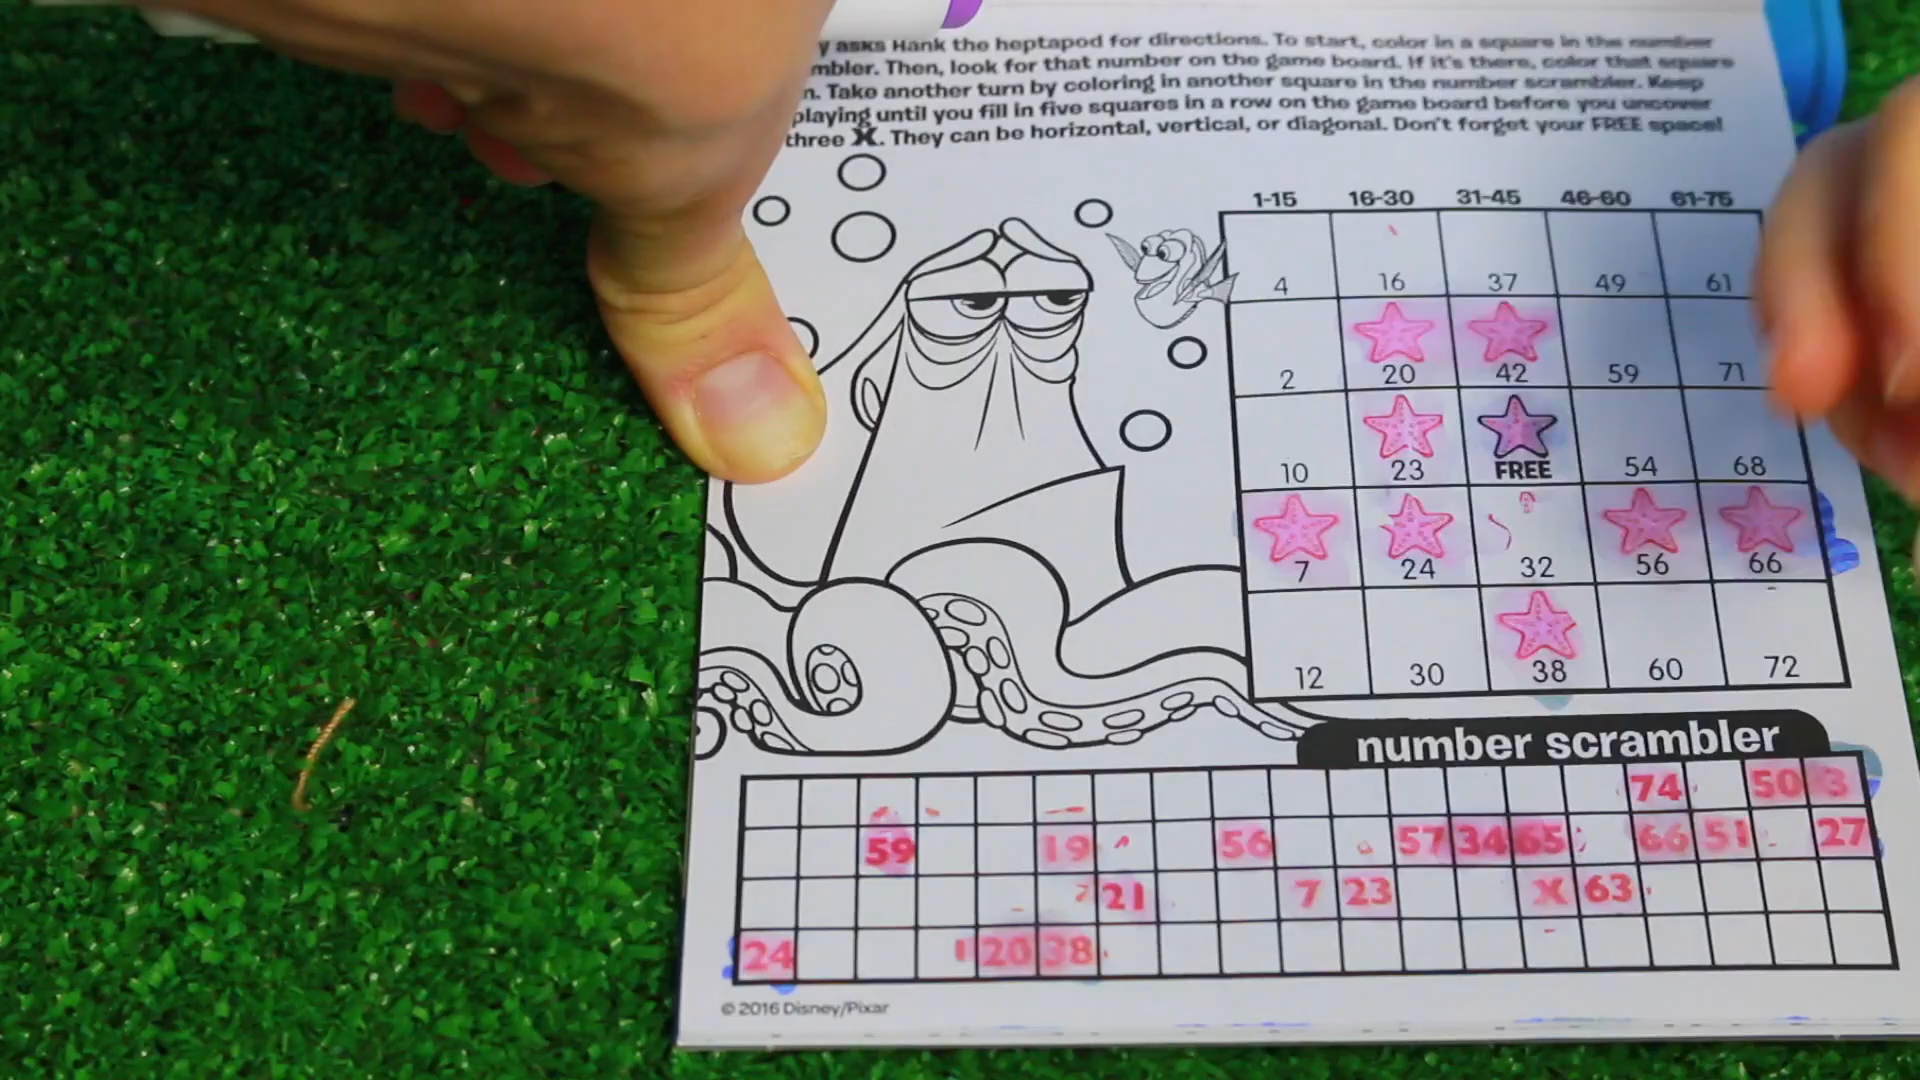 y asks Hank the heptapod for directions. To start, color in a square in the number
mbler. Then, look for that number on the game board. If it's there, color that square
n. Take another turn by coloring in another square in the number scrambler. Keep
playing until you fill in five squares in a row on the game board before you uncover
three X. They can be horizontal, vertical, or diagonal. Don't forget your FREE space!
1-15 16-30 31-45 46-60 61-75
4 16 37 49 61
2 20 42 59 71
10 23 FREE 54 68
7 24 32 56 66
12 30 38 60 72
number scrambler
74 50 3
59 19 56 57 34 65 66 51 27
21 7 23 X 63
24 20 38
© 2016 Disney/Pixar